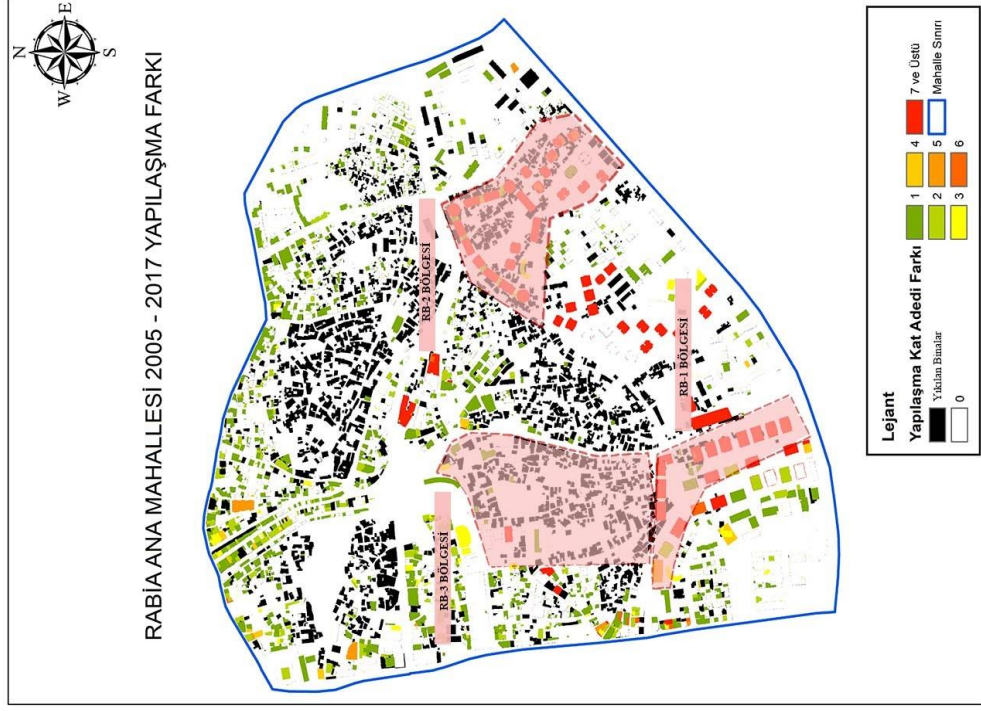 N
E
S
W
RABİA ANA MAHALLESİ 2005 - 2017 YAPILAŞMA FARKI
RB-2 BÖLGESİ
RB-1 BÖLGESİ
RB-3 BÖLGESİ
Lejant
Yapılaşma Kat Adedi Farkı
Yıkılan Binalar
0
1
2
3
4
5
6
7 ve Üstü
Mahalle Sınırı